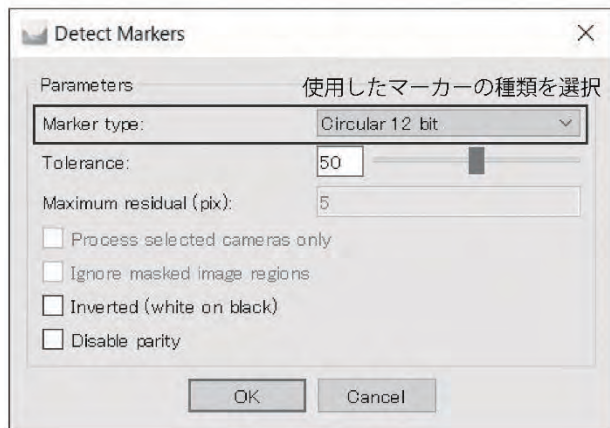 Detect Markers
Parameters
使用したマーカーの種類を選択
Marker type:
Circular 12 bit
Tolerance:
50
Maximum residual (pix):
5
Process selected cameras only
Ignore masked image regions
Inverted (white on black)
Disable parity
OK
Cancel